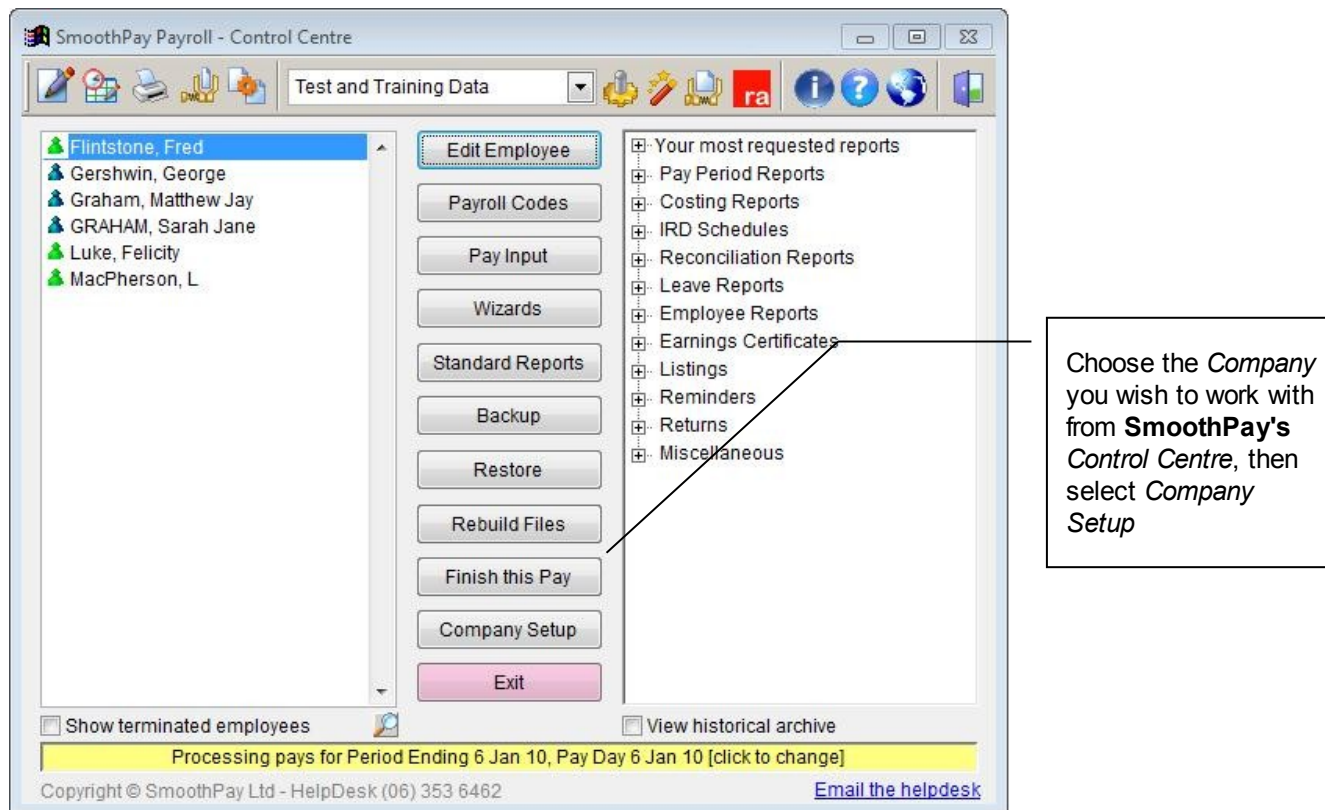 SmoothPay Payroll - Control Centre
Test and Training Data
ra
Flintstone, Fred
Gershwin, George
Graham, Matthew Jay
GRAHAM, Sarah Jane
Luke, Felicity
MacPherson, L
Edit Employee
Payroll Codes
Pay Input
Wizards
Standard Reports
Backup
Restore
Rebuild Files
Finish this Pay
Company Setup
Exit
Your most requested reports
Pay Period Reports
Costing Reports
IRD Schedules
Reconciliation Reports
Leave Reports
Employee Reports
Earnings Certificates
Listings
Reminders
Returns
Miscellaneous
Show terminated employees
View historical archive
Processing pays for Period Ending 6 Jan 10, Pay Day 6 Jan 10 [click to change]
Copyright © SmoothPay Ltd - HelpDesk (06) 353 6462
Email the helpdesk
Choose the Company
you wish to work with
from SmoothPay's
Control Centre, then
select Company
Setup